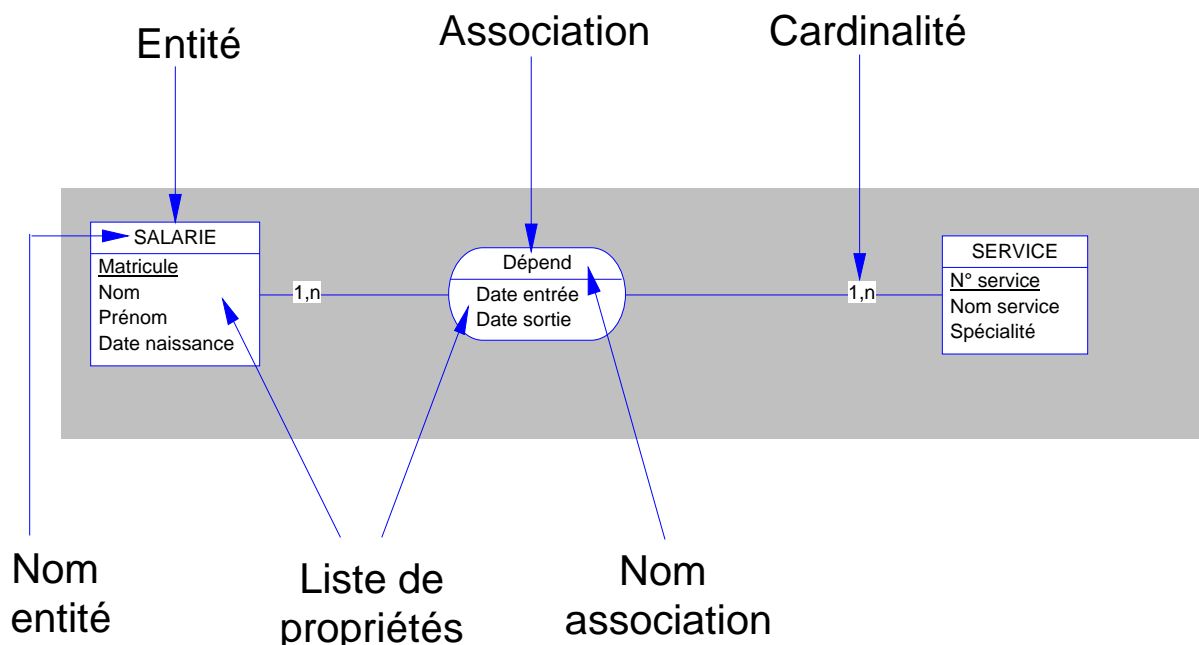 Entité
Association
Cardinalité
SALARIE
Matricule
Nom
Prénom
Date naissance
1,n
Dépend
Date entrée
Date sortie
1,n
SERVICE
N° service
Nom service
Spécialité
Nom
entité
Liste de
propriétés
Nom
association